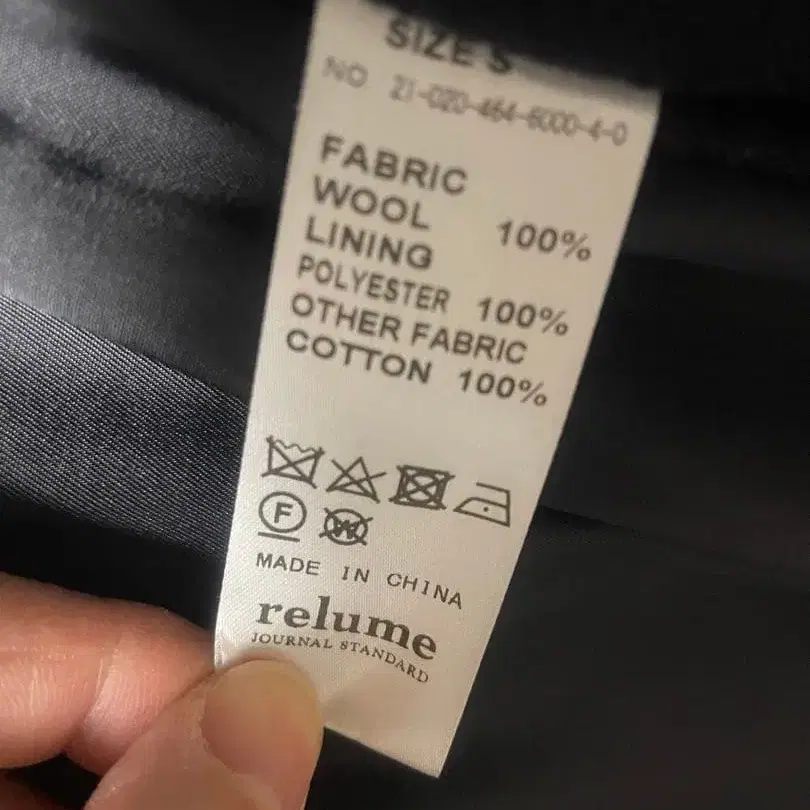 SIZE S
NO 21-020-464-6000-4-0
FABRIC
WOOL 100%
LINING
POLYESTER 100%
OTHER FABRIC
COTTON 100%
F W
MADE IN CHINA
relume
JOURNAL STANDARD